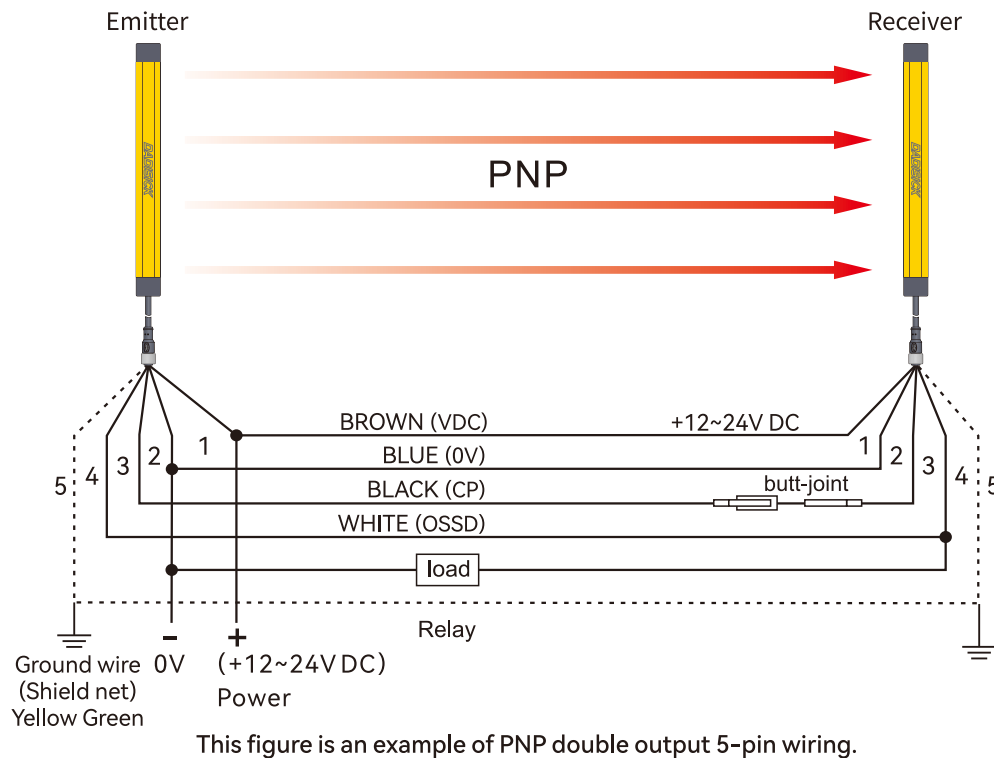 Emitter
Receiver
DADISICK
DADISICK
PNP
BROWN (VDC)
+12~24V DC
1
1
BLUE (0V)
2
2
3
3
BLACK (CP)
butt-joint
4
4
5
5
WHITE (OSSD)
load
Relay
-
+
Ground wire
(Shield net)
Yellow Green
0V
(+12~24V DC)
Power
This figure is an example of PNP double output 5-pin wiring.